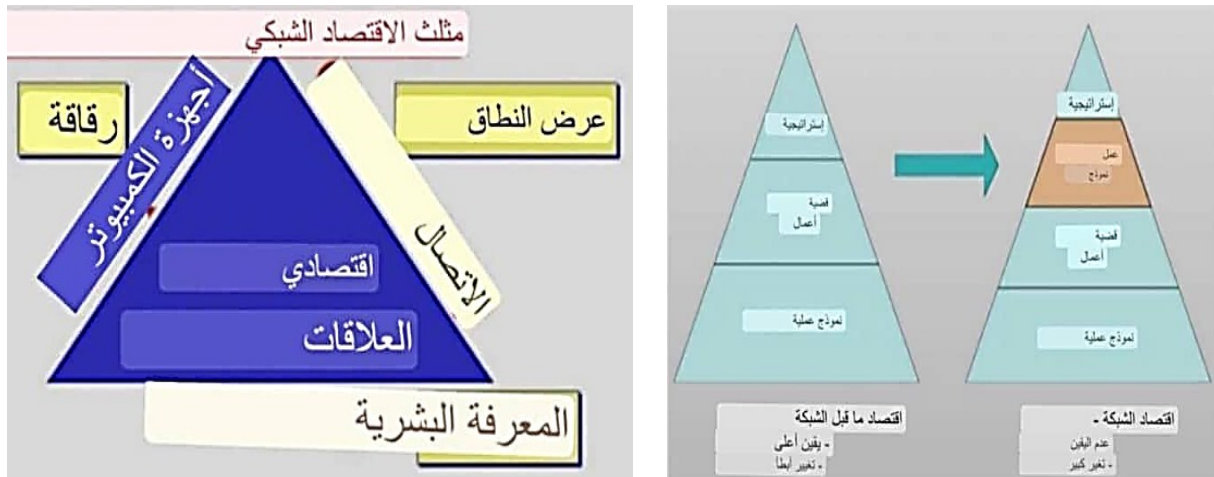 مثلث الاقتصاد الشبكي
عرض النطاق
رقاقة
أجهزة الكمبيوتر
الاتصال
اقتصادي
العلاقات
المعرفة البشرية
إستراتيجية
قضية
أعمال
نموذج عملية
اقتصاد ما قبل الشبكة
- يقين أعلى
- تغيير أبطأ
إستراتيجية
عمل
نموذج
قضية
أعمال
نموذج عملية
اقتصاد الشبكة -
عدم اليقين
- تغير كبير